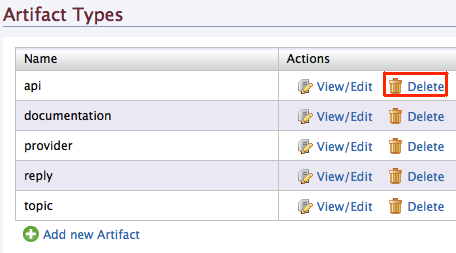 Artifact Types
Name Actions
api View/Edit Delete
documentation View/Edit Delete
provider View/Edit Delete
reply View/Edit Delete
topic View/Edit Delete
Add new Artifact